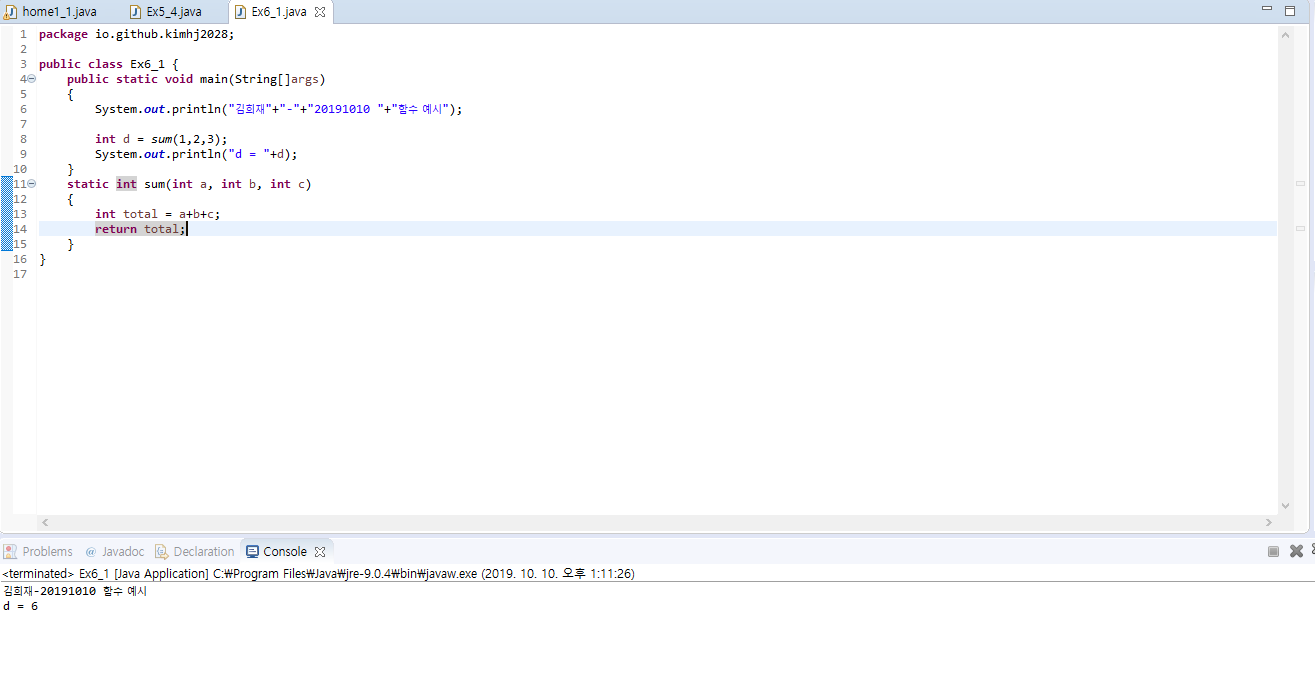 home1_1.java Ex5_4.java Ex6_1.java
1 package io.github.kimhj2028;
2
3 public class Ex6_1 {
4 public static void main(String[]args)
5 {
6 System.out.println("김희재"+"-"+"20191010 "+"함수 예시");
7
8 int d = sum(1,2,3);
9 System.out.println("d = "+d);
10 }
11 static int sum(int a, int b, int c)
12 {
13 int total = a+b+c;
14 return total;
15 }
16 }
17
Problems @ Javadoc Declaration Console
<terminated> Ex6_1 [Java Application] C:₩Program Files₩Java₩jre-9.0.4₩bin₩javaw.exe (2019. 10. 10. 오후 1:11:26)
김희재-20191010 함수 예시
d = 6